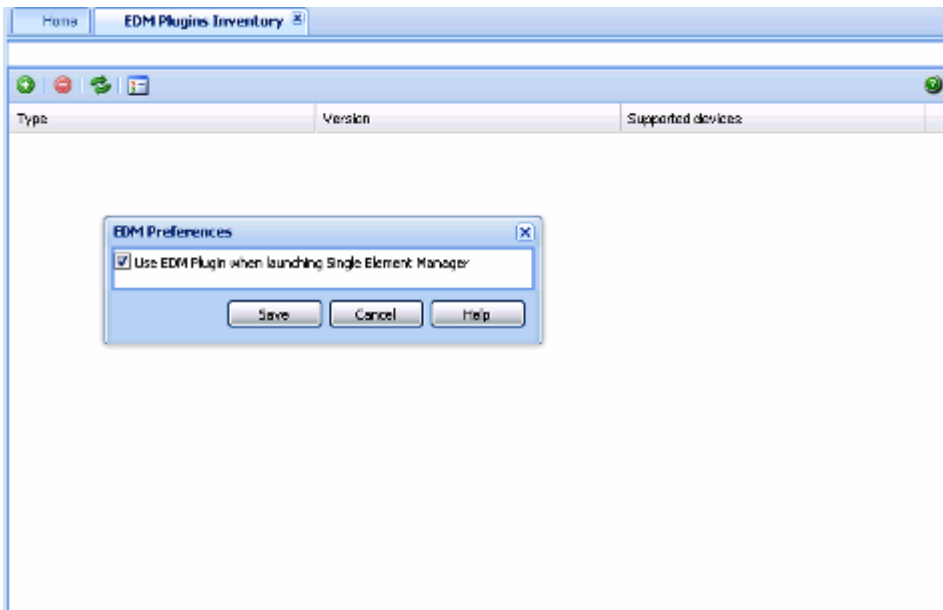 Home
EDM Plugins Inventory
Type
Version
Supported devices
EDM Preferences
Use EDM Plugin when launching Single Element Manager
Save
Cancel
Help